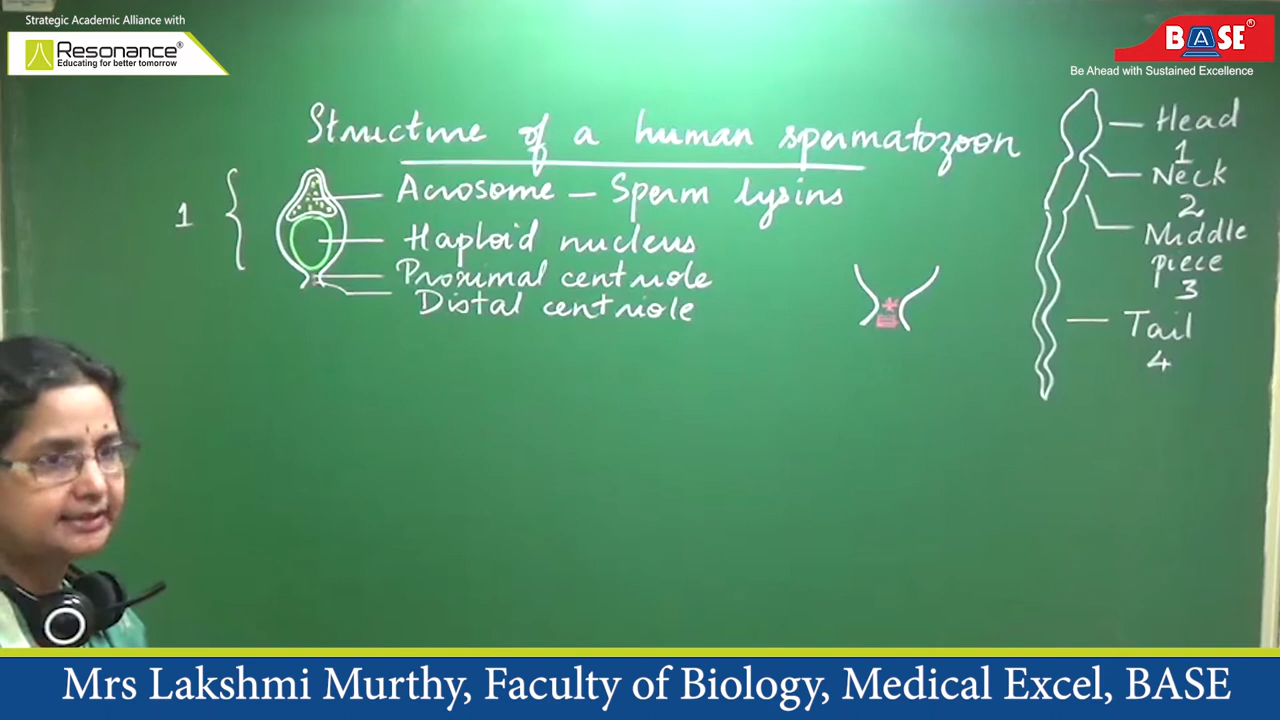 Strategic Academic Alliance with
Resonance®
Educating for better tomorrow
BASE®
Be Ahead with Sustained Excellence
Structure of a human spermatozoon
1
Acrosome – Sperm lysins
Haploid nucleus
Proximal centriole
Distal centriole
Head
1
Neck
2
Middle
piece
3
Tail
4
Mrs Lakshmi Murthy, Faculty of Biology, Medical Excel, BASE